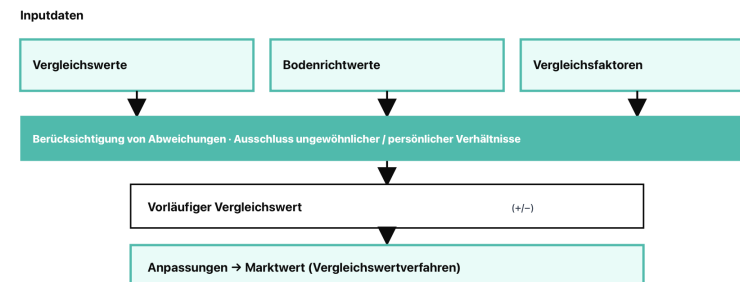 Inputdaten
Vergleichswerte
Bodenrichtwerte
Vergleichsfaktoren
Berücksichtigung von Abweichungen · Ausschluss ungewöhnlicher / persönlicher Verhältnisse
Vorläufiger Vergleichswert
(+/−)
Anpassungen → Marktwert (Vergleichswertverfahren)